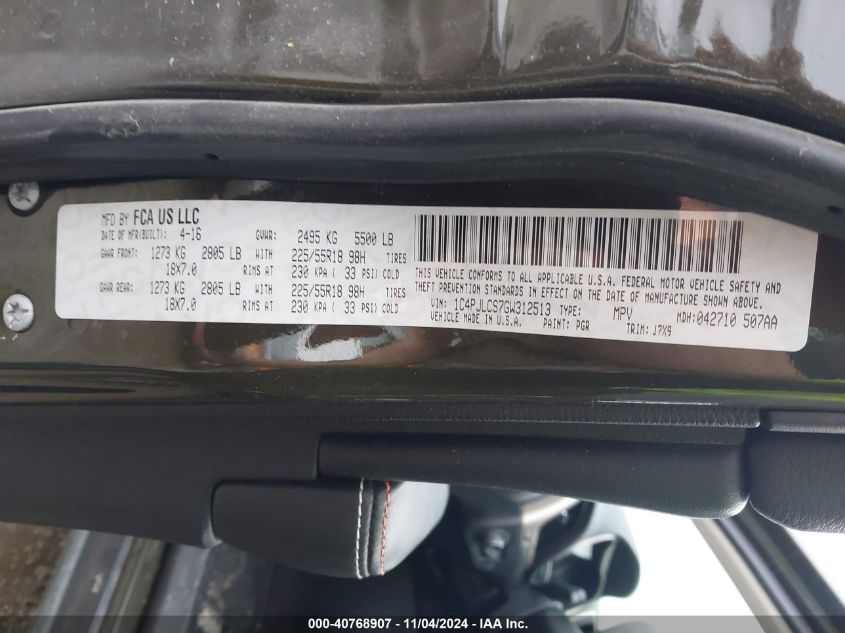 MFD BY FCA US LLC
DATE OF MFR(BUILT): 4-16 GVWR: 2495 KG 5500 LB
GAWR FRONT: 1273 KG 2805 LB WITH 225/55R18 98H TIRES
18X7.0 RIMS AT 230 KPA ( 33 PSI) COLD
GAWR REAR: 1273 KG 2805 LB WITH 225/55R18 98H TIRES
18X7.0 RIMS AT 230 KPA ( 33 PSI) COLD
THIS VEHICLE CONFORMS TO ALL APPLICABLE U.S.A. FEDERAL MOTOR VEHICLE SAFETY AND
THEFT PREVENTION STANDARDS IN EFFECT ON THE DATE OF MANUFACTURE SHOWN ABOVE.
VIN: 1C4PJLCS7GW312513 TYPE: MPV MDH:042710 507AA
VEHICLE MADE IN U.S.A. PAINT: PGR TRIM: J7X9
000-40768907 - 11/04/2024 - IAAI.com.